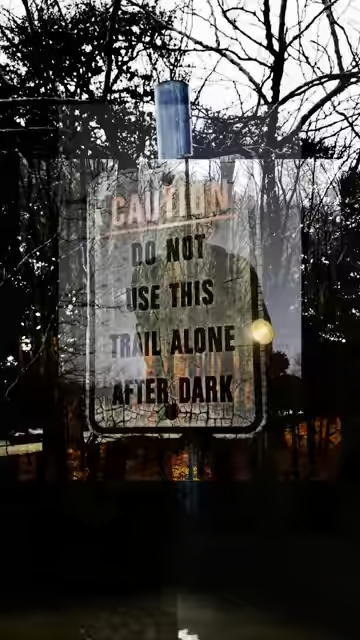 CAUTION
DO NOT
USE THIS
TRAIL ALONE
AFTER DARK